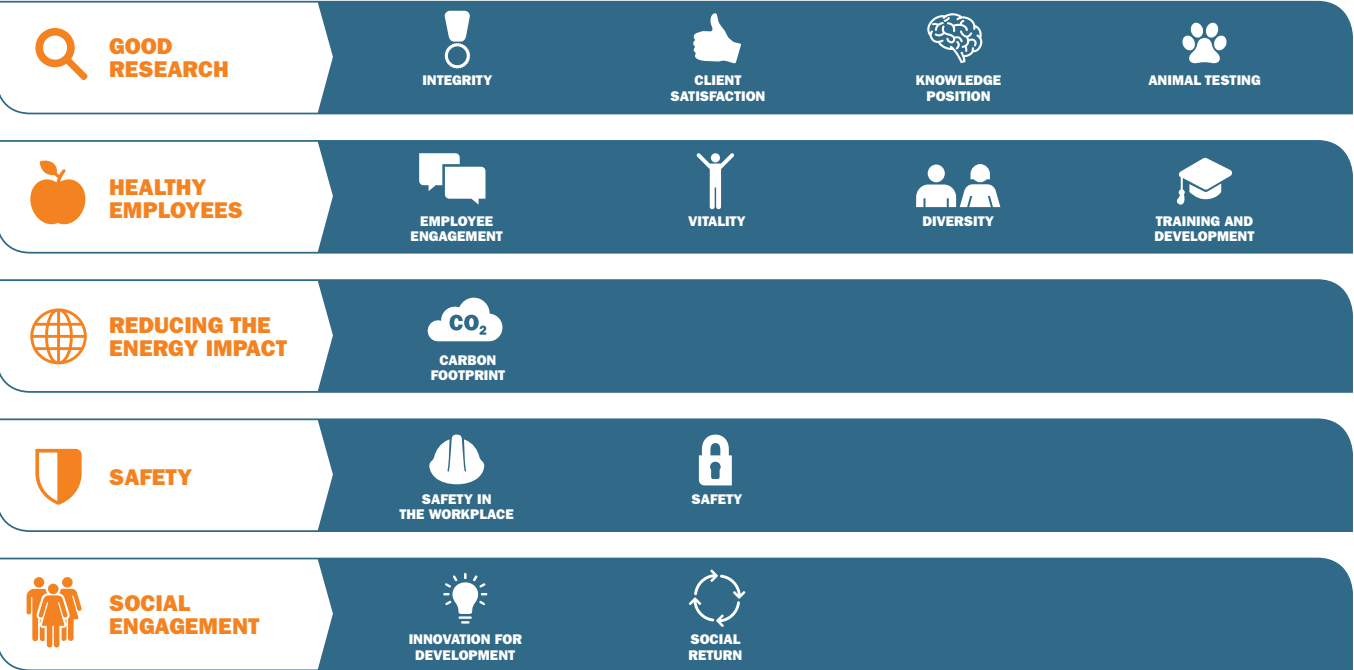 GOOD
RESEARCH
INTEGRITY
CLIENT
SATISFACTION
KNOWLEDGE
POSITION
ANIMAL TESTING
HEALTHY
EMPLOYEES
EMPLOYEE
ENGAGEMENT
VITALITY
DIVERSITY
TRAINING AND
DEVELOPMENT
REDUCING THE
ENERGY IMPACT
CO₂
CARBON
FOOTPRINT
SAFETY
SAFETY IN
THE WORKPLACE
SAFETY
SOCIAL
ENGAGEMENT
INNOVATION FOR
DEVELOPMENT
SOCIAL
RETURN